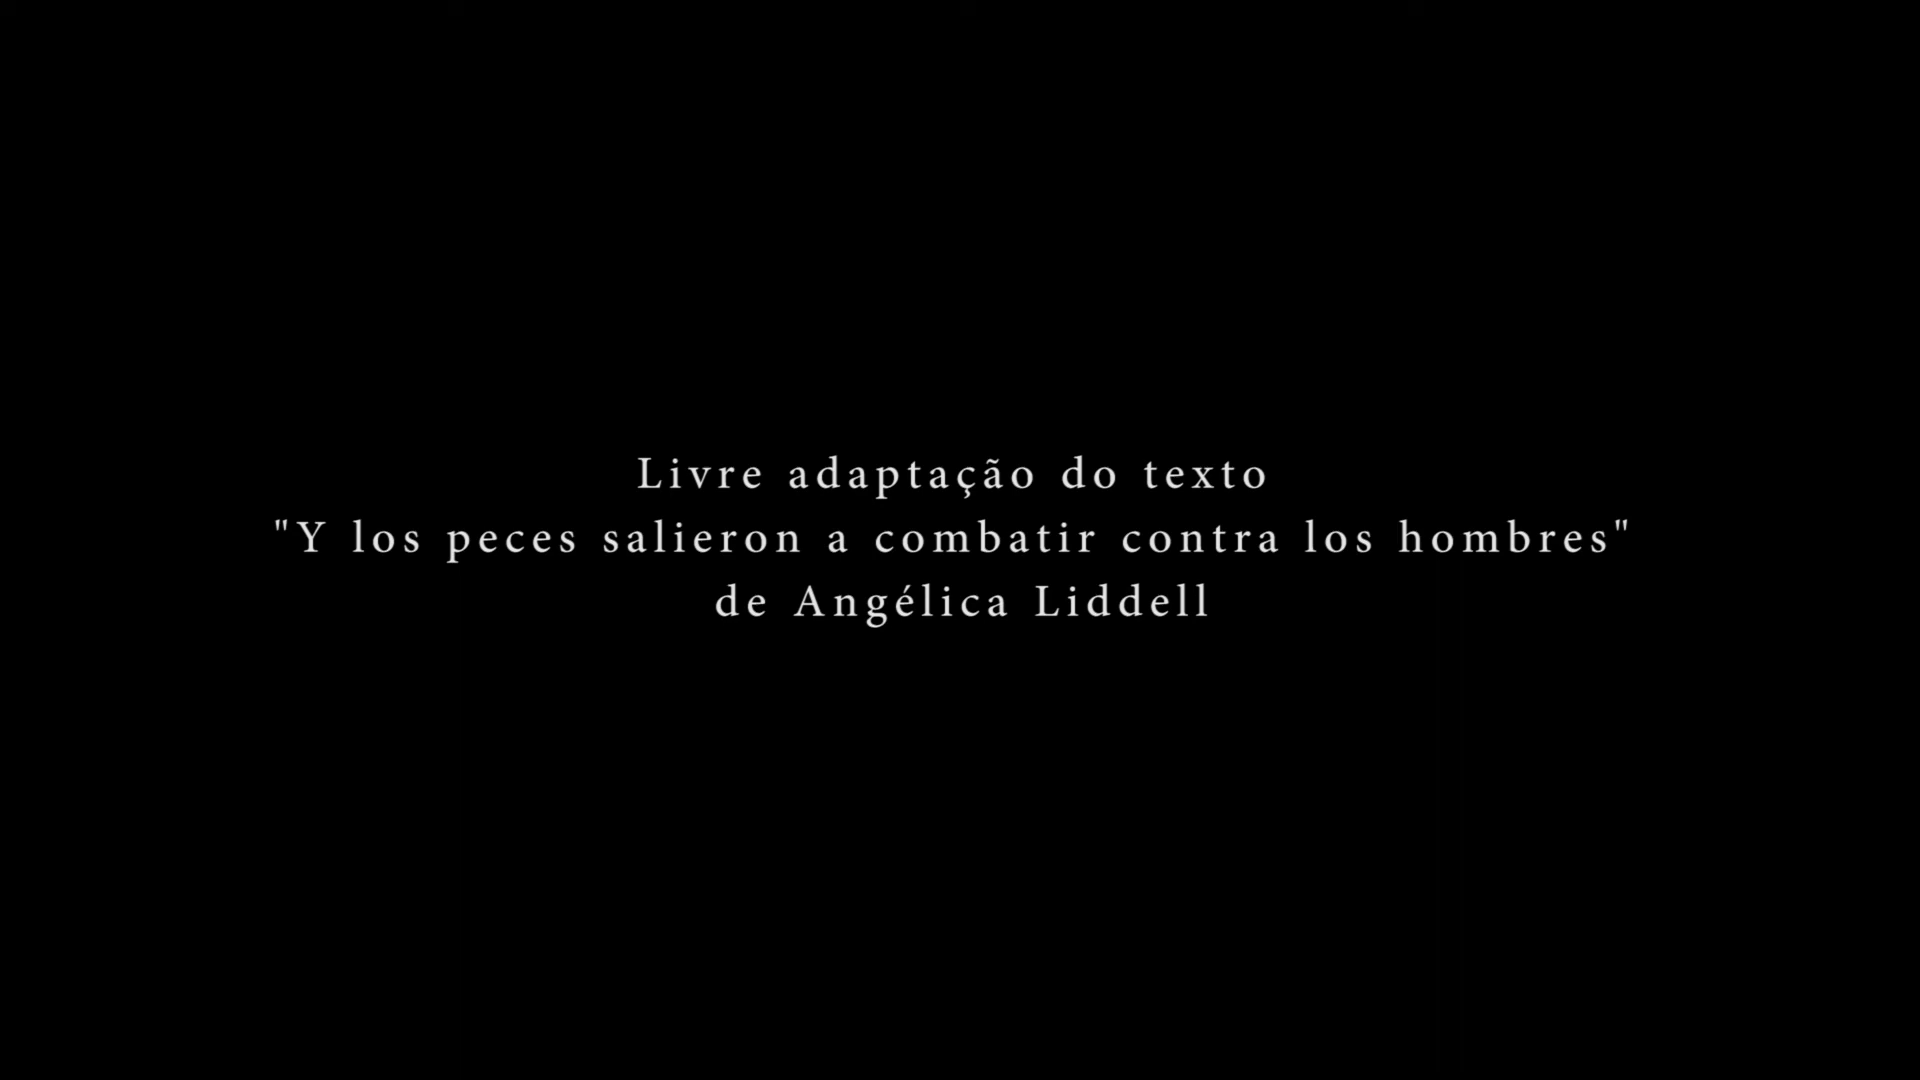 Livre adaptação do texto
"Y los peces salieron a combatir contra los hombres"
de Angélica Liddell